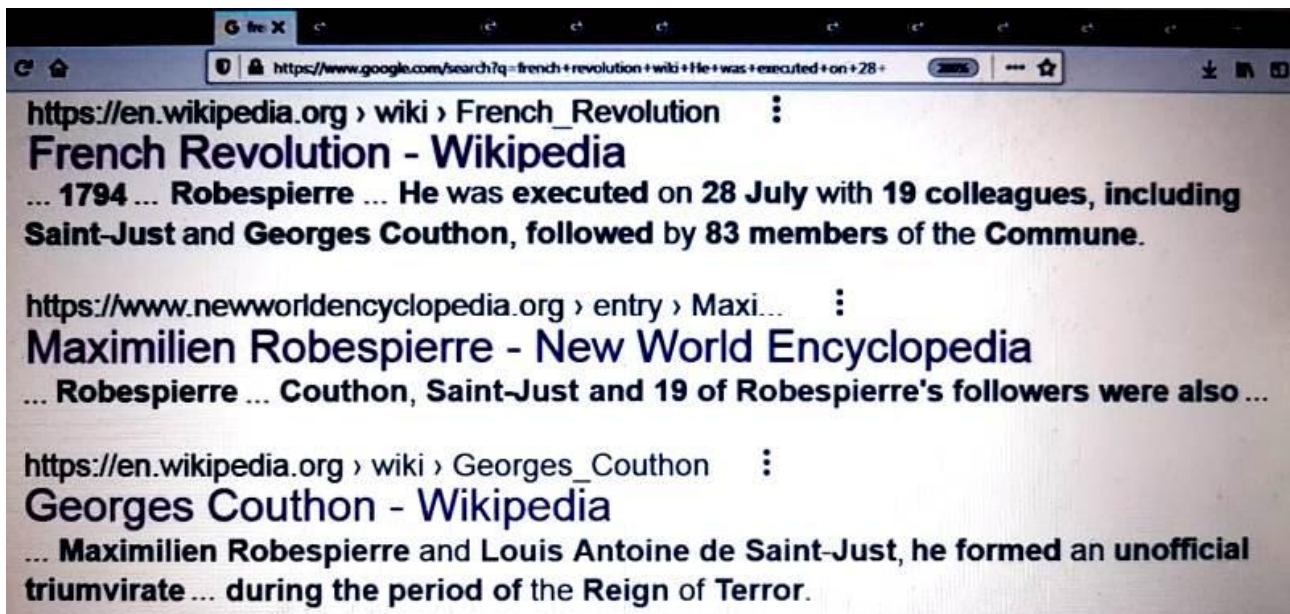 G fre X
https://www.google.com/search?q=french+revolution+wiki+He+was+executed+on+28+
https://en.wikipedia.org › wiki › French_Revolution
French Revolution - Wikipedia
... 1794 ... Robespierre ... He was executed on 28 July with 19 colleagues, including
Saint-Just and Georges Couthon, followed by 83 members of the Commune.
https://www.newworldencyclopedia.org › entry › Maxi...
Maximilien Robespierre - New World Encyclopedia
... Robespierre ... Couthon, Saint-Just and 19 of Robespierre's followers were also ...
https://en.wikipedia.org › wiki › Georges_Couthon
Georges Couthon - Wikipedia
... Maximilien Robespierre and Louis Antoine de Saint-Just, he formed an unofficial
triumvirate ... during the period of the Reign of Terror.